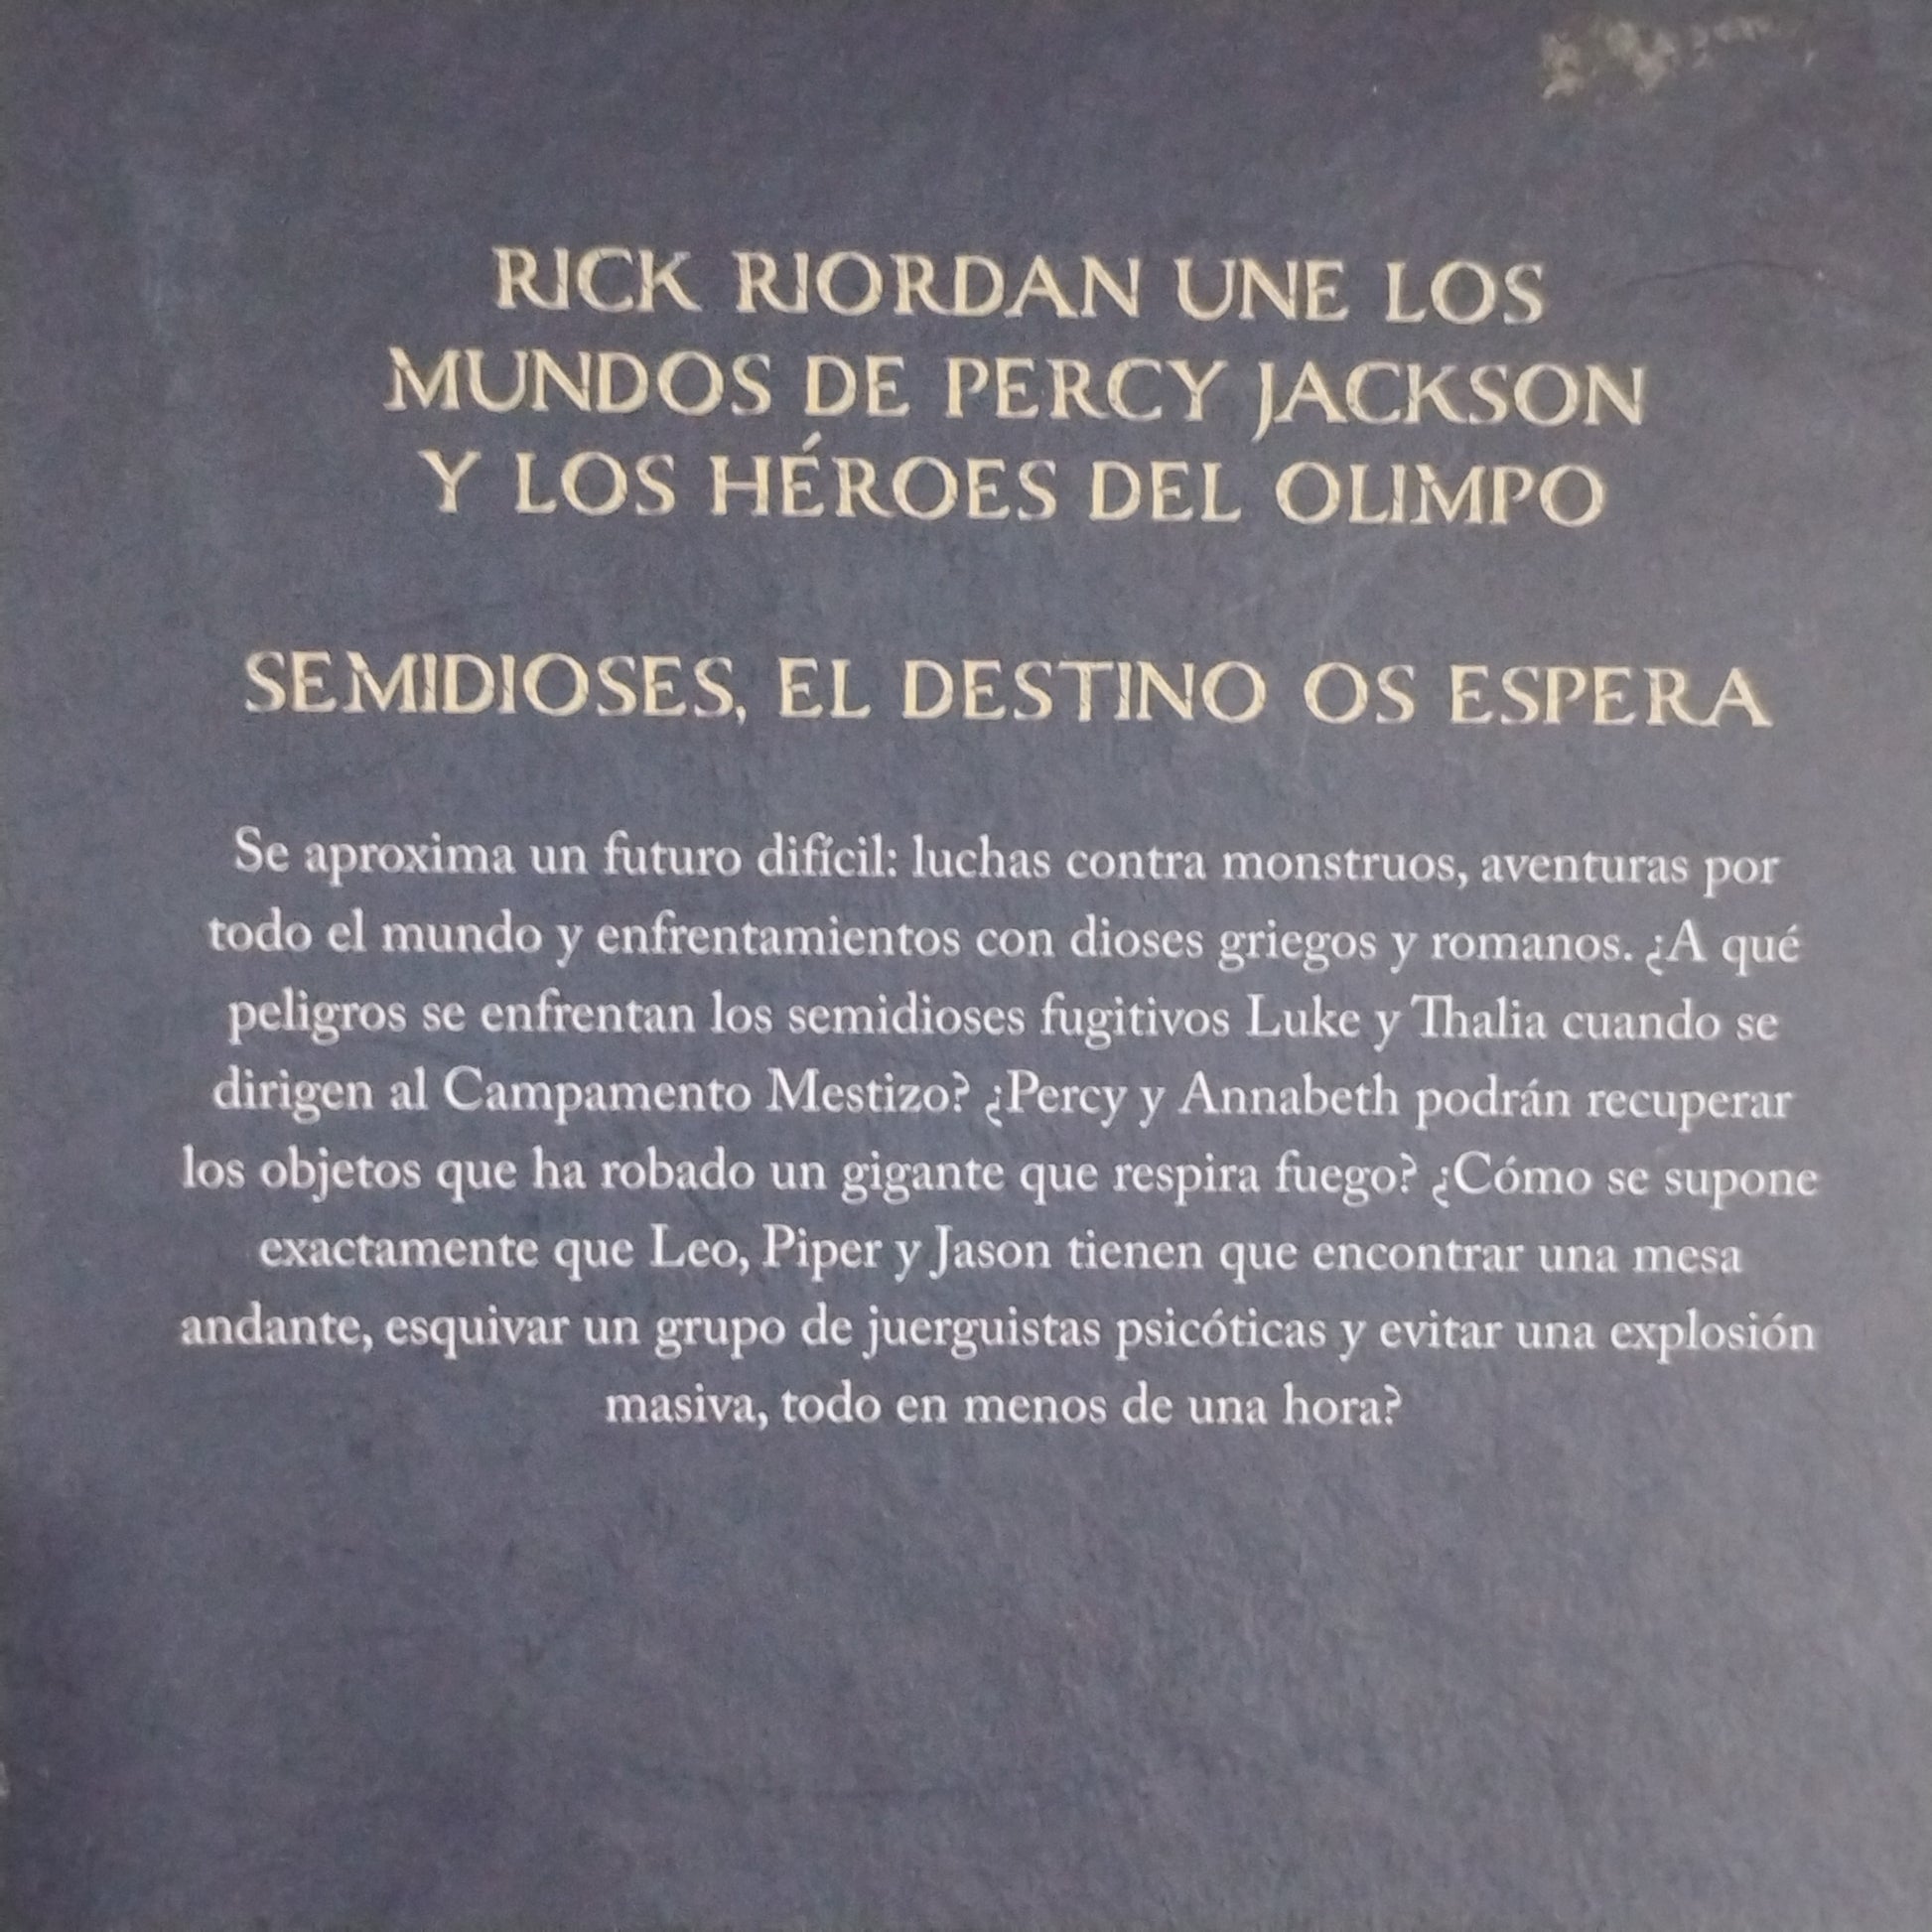 RICK RIORDAN UNE LOS
MUNDOS DE PERCY JACKSON
Y LOS HÉROES DEL OLIMPO
SEMIDIOSES, EL DESTINO OS ESPERA
Se aproxima un futuro difícil: luchas contra monstruos, aventuras por
todo el mundo y enfrentamientos con dioses griegos y romanos. ¿A qué
peligros se enfrentan los semidioses fugitivos Luke y Thalia cuando se
dirigen al Campamento Mestizo? ¿Percy y Annabeth podrán recuperar
los objetos que ha robado un gigante que respira fuego? ¿Cómo se supone
exactamente que Leo, Piper y Jason tienen que encontrar una mesa
andante, esquivar un grupo de juerguistas psicóticas y evitar una explosión
masiva, todo en menos de una hora?